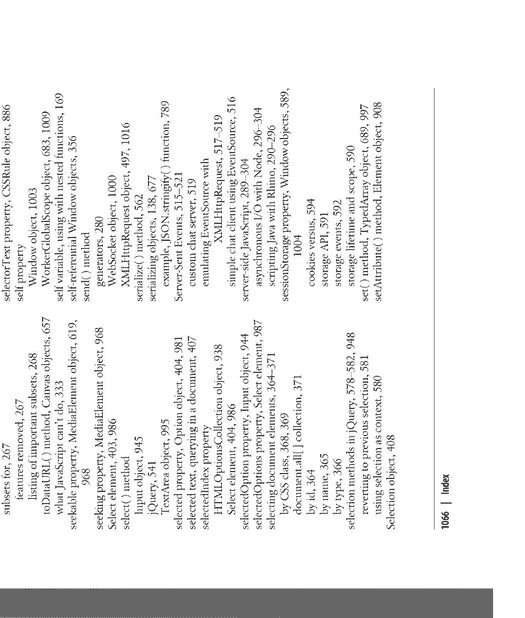 subsets for, 267
features removed, 267
listing of important subsets, 268
toDataURL() method, Canvas objects, 657
what JavaScript can't do, 333
seekable property, MediaElement object, 619,
968
seeking property, MediaElement object, 968
Select element, 403, 986
select() method
Input object, 945
jQuery, 541
TextArea object, 995
selected property, Option object, 404, 981
selected text, querying in a document, 407
selectedIndex property
HTMLOptionsCollection object, 938
Select element, 404, 986
selectedOption property, Input object, 944
selectedOptions property, Select element, 987
selecting document elements, 364–371
by CSS class, 368, 369
document.all[] collection, 371
by id, 364
by name, 365
by type, 366
selection methods in jQuery, 578–582, 948
reverting to previous selection, 581
using selection as context, 580
Selection object, 408
selectorText property, CSSRule object, 886
self property
Window object, 1003
WorkerGlobalScope object, 683, 1009
self variable, using with nested functions, 169
self-referential Window objects, 356
send() method
generators, 280
WebSocket object, 1000
XMLHttpRequest object, 497, 1016
serialize() method, 562
serializing objects, 138, 677
example, JSON.stringify() function, 789
Server-Sent Events, 515–521
custom chat server, 519
emulating EventSource with
XMLHttpRequest, 517–519
simple chat client using EventSource, 516
server-side JavaScript, 289–304
asynchronous I/O with Node, 296–304
scripting Java with Rhino, 290–296
sessionStorage property, Window objects, 589,
1004
cookies versus, 594
storage API, 591
storage events, 592
storage lifetime and scope, 590
set() method, TypedArray object, 689, 997
setAttribute() method, Element object, 908
1066 | Index